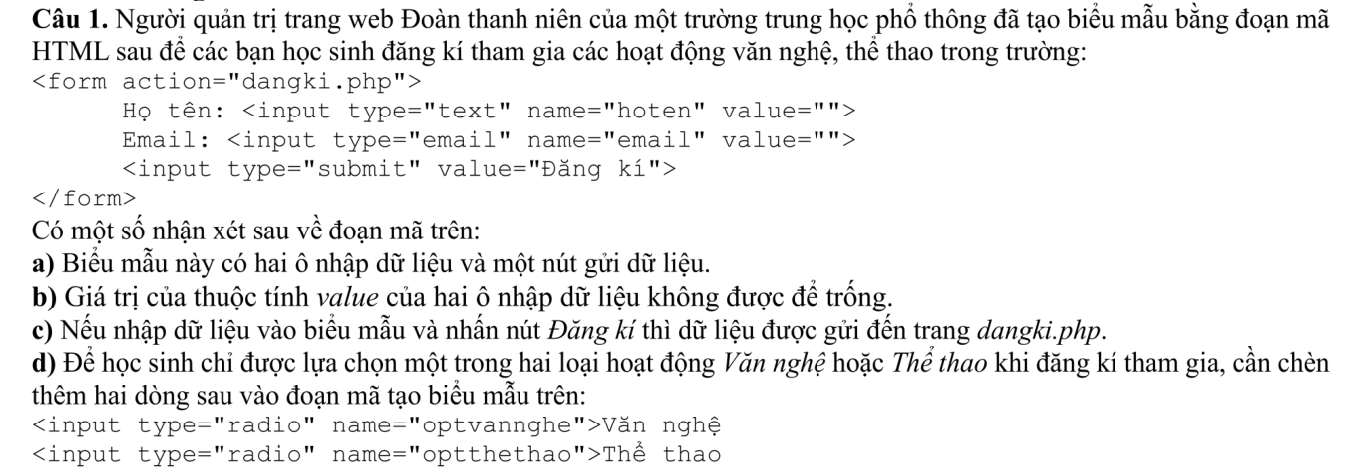 Câu 1. Người quản trị trang web Đoàn thanh niên của một trường trung học phổ thông đã tạo biểu mẫu bằng đoạn mã
HTML sau để các bạn học sinh đăng kí tham gia các hoạt động văn nghệ, thể thao trong trường:
<form action="dangki.php">
Họ tên: <input type="text" name="hoten" value="">
Email: <input type="email" name="email" value="">
<input type="submit" value="Đăng kí">
</form>
Có một số nhận xét sau về đoạn mã trên:
a) Biểu mẫu này có hai ô nhập dữ liệu và một nút gửi dữ liệu.
b) Giá trị của thuộc tính value của hai ô nhập dữ liệu không được để trống.
c) Nếu nhập dữ liệu vào biểu mẫu và nhấn nút Đăng kí thì dữ liệu được gửi đến trang dangki.php.
d) Để học sinh chỉ được lựa chọn một trong hai loại hoạt động Văn nghệ hoặc Thể thao khi đăng kí tham gia, cần chèn
thêm hai dòng sau vào đoạn mã tạo biểu mẫu trên:
<input type="radio" name="optvannghe">Văn nghệ
<input type="radio" name="optthethao">Thể thao